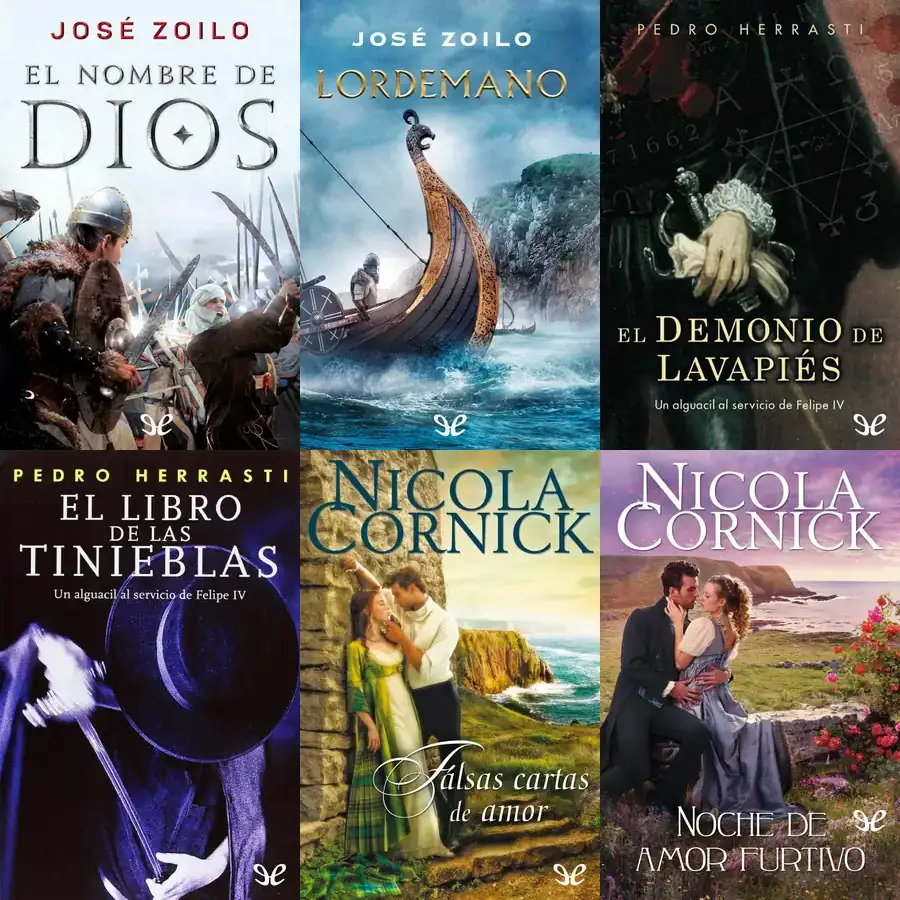 JOSÉ ZOILO
EL NOMBRE DE
DIOS
JOSÉ ZOILO
LORDEMANO
PEDRO HERRASTI
1662
A
3
EL DEMONIO DE
LAVAPIÉS
Un alguacil al servicio de Felipe IV
PEDRO HERRASTI
EL LIBRO
DE LAS
TINIEBLAS
Un alguacil al servicio de Felipe IV
NICOLA
CORNICK
Falsas cartas
de amor
NICOLA
CORNICK
NOCHE DE
AMOR FURTIVO